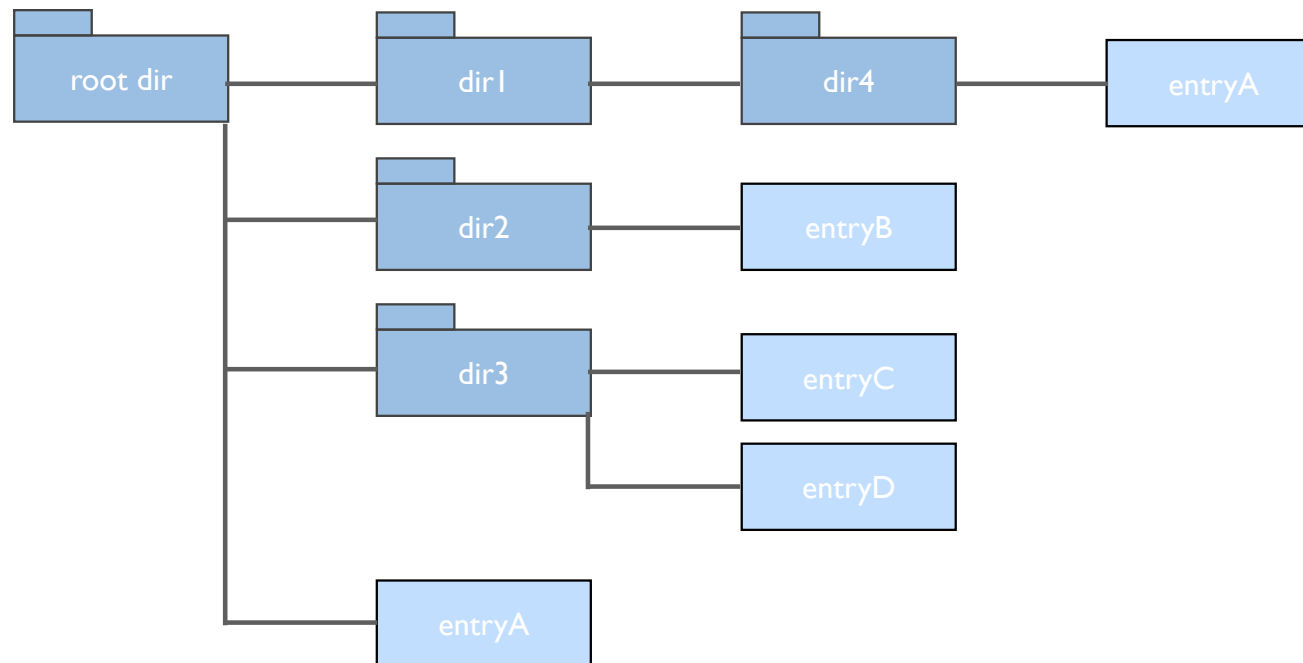 root dir
dir1
dir4
entryA
dir2
entryB
dir3
entryC
entryD
entryA